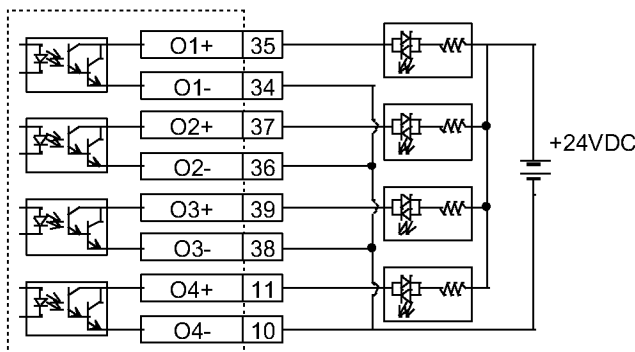 O1+ 35
O1- 34
O2+ 37
O2- 36
+24VDC
O3+ 39
O3- 38
O4+ 11
O4- 10